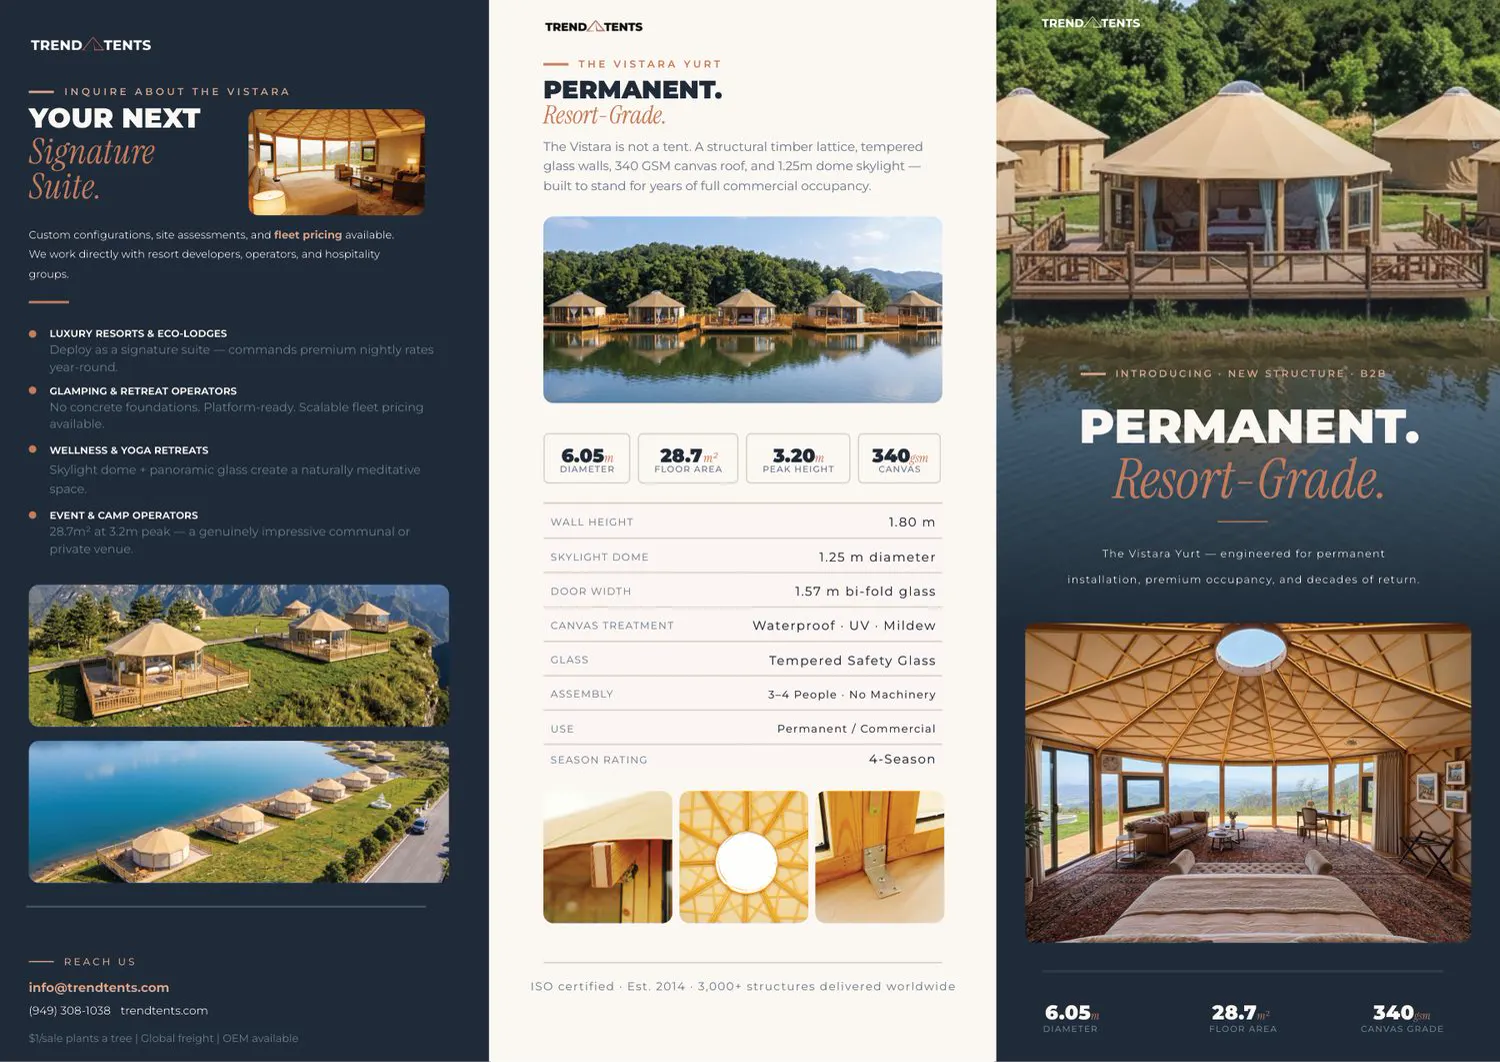 TREND TENTS
INQUIRE ABOUT THE VISTARA
YOUR NEXT
Signature
Suite.
Custom configurations, site assessments, and fleet pricing available.
We work directly with resort developers, operators, and hospitality
groups.
LUXURY RESORTS & ECO-LODGES
Deploy as a signature suite — commands premium nightly rates
year-round.
GLAMPING & RETREAT OPERATORS
No concrete foundations. Platform-ready. Scalable fleet pricing
available.
WELLNESS & YOGA RETREATS
Skylight dome + panoramic glass create a naturally meditative
space.
EVENT & CAMP OPERATORS
28.7m² at 3.2m peak — a genuinely impressive communal or
private venue.
REACH US
info@trendtents.com
(949) 308-1038 trendtents.com
$1/sale plants a tree | Global freight | OEM available
TREND TENTS
THE VISTARA YURT
PERMANENT.
Resort-Grade.
The Vistara is not a tent. A structural timber lattice, tempered
glass walls, 340 GSM canvas roof, and 1.25m dome skylight —
built to stand for years of full commercial occupancy.
6.05m 28.7m² 3.20m 340gsm
DIAMETER FLOOR AREA PEAK HEIGHT CANVAS
WALL HEIGHT 1.80 m
SKYLIGHT DOME 1.25 m diameter
DOOR WIDTH 1.57 m bi-fold glass
CANVAS TREATMENT Waterproof · UV · Mildew
GLASS Tempered Safety Glass
ASSEMBLY 3–4 People · No Machinery
USE Permanent / Commercial
SEASON RATING 4-Season
ISO certified · Est. 2014 · 3,000+ structures delivered worldwide
TREND TENTS
INTRODUCING · NEW STRUCTURE · B2B
PERMANENT.
Resort-Grade.
The Vistara Yurt — engineered for permanent
installation, premium occupancy, and decades of return.
6.05m 28.7m² 340gsm
DIAMETER FLOOR AREA CANVAS GRADE